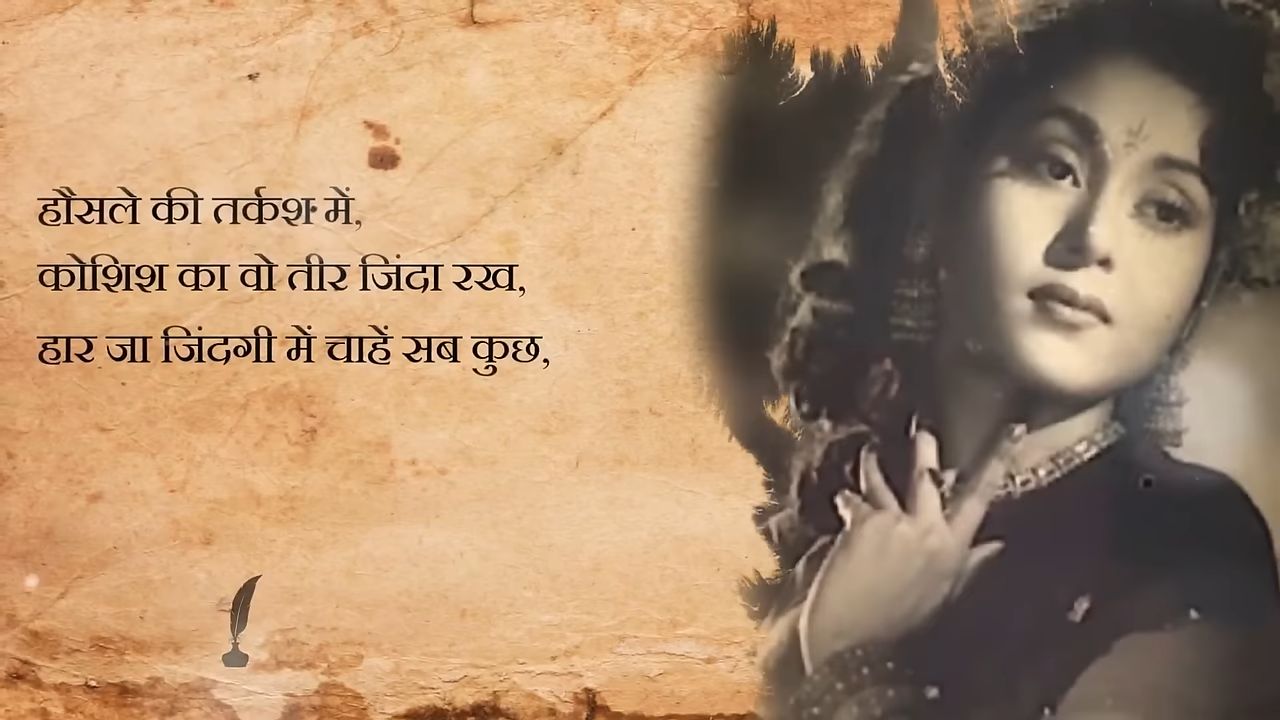 हौसले की तर्कश में,
कोशिश का वो तीर जिंदा रख,
हार जा जिंदगी में चाहें सब कुछ,